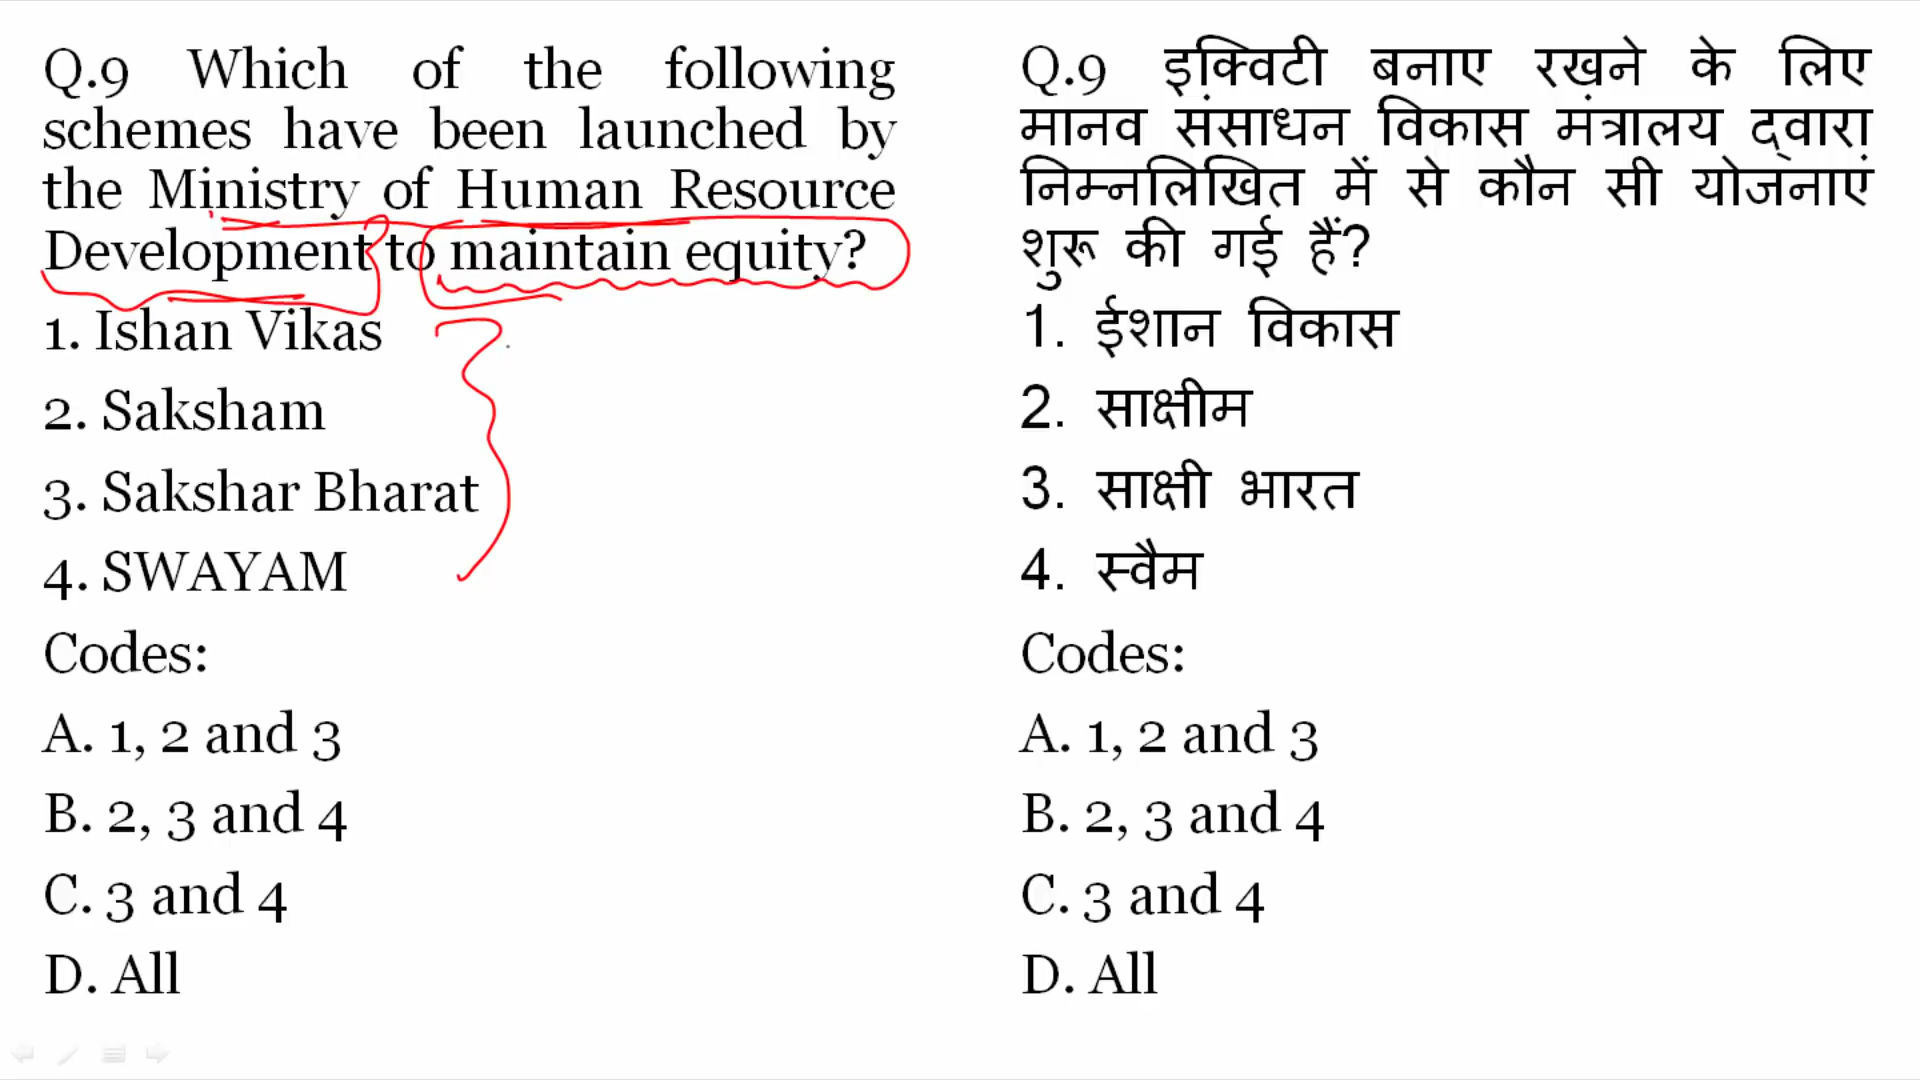 Q.9 Which of the following
schemes have been launched by
the Ministry of Human Resource
Development to maintain equity?
1. Ishan Vikas
2. Saksham
3. Sakshar Bharat
4. SWAYAM
Codes:
A. 1, 2 and 3
B. 2, 3 and 4
C. 3 and 4
D. All
Q.9 इक्विटी बनाए रखने के लिए
मानव संसाधन विकास मंत्रालय द्वारा
निम्नलिखित में से कौन सी योजनाएं
शुरू की गई हैं?
1. ईशान विकास
2. साक्षीम
3. साक्षी भारत
4. स्वैम
Codes:
A. 1, 2 and 3
B. 2, 3 and 4
C. 3 and 4
D. All